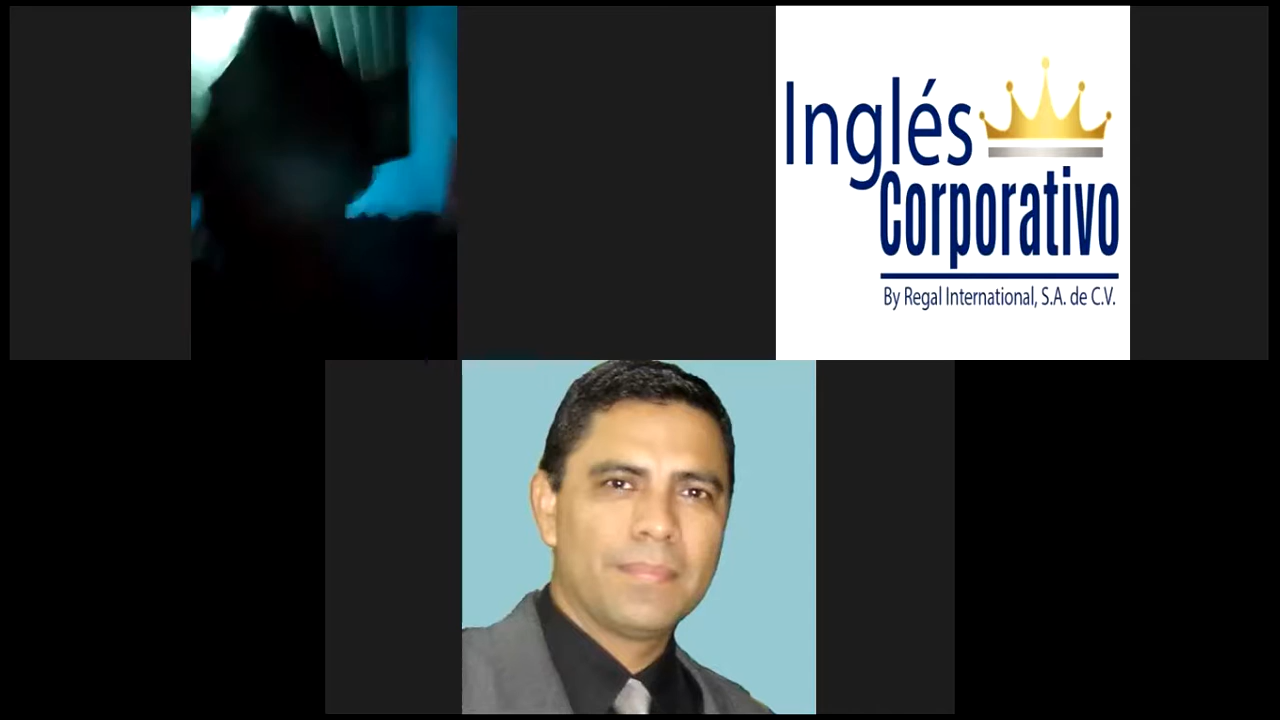 Inglés
Corporativo
By Regal International, S.A. de C.V.